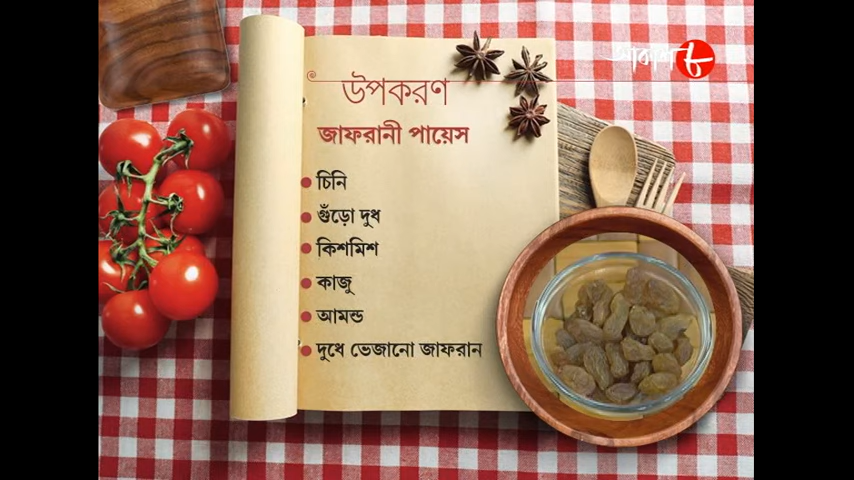 আকাশ ৮
উপকরণ
জাফরানী পায়েস
চিনি
গুঁড়ো দুধ
কিশমিশ
কাজু
আমন্ড
দুধে ভেজানো জাফরান